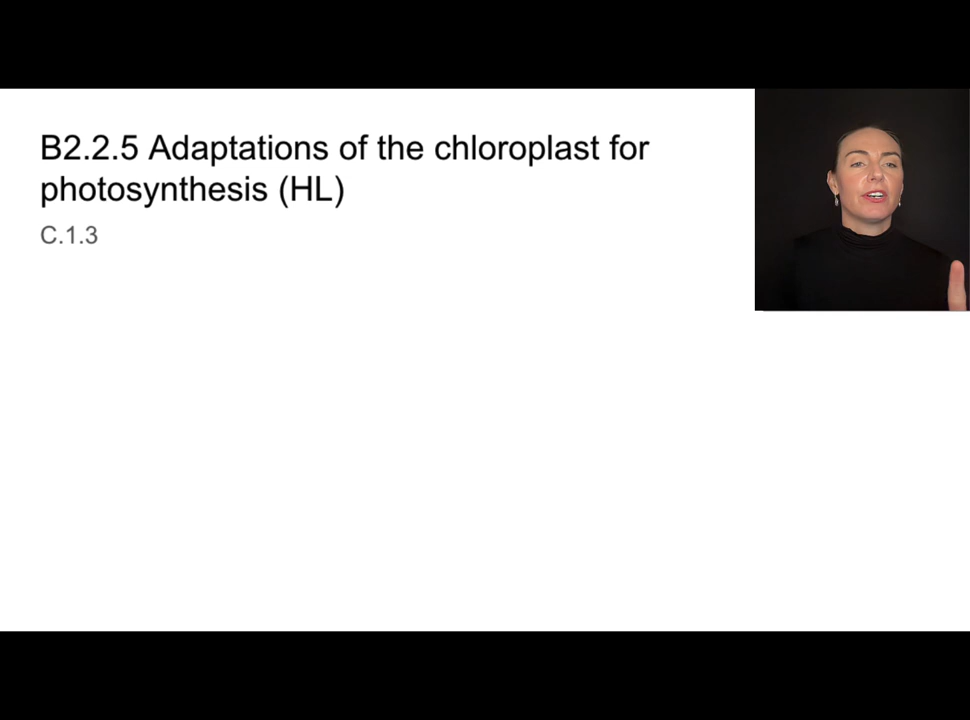 B2.2.5 Adaptations of the chloroplast for
photosynthesis (HL)
C.1.3